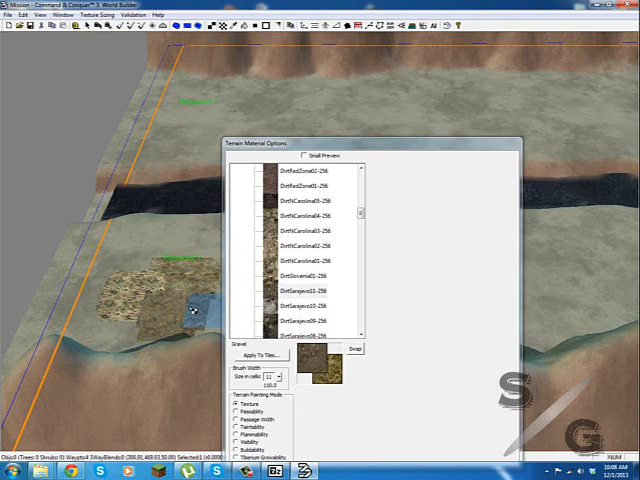 Mission - Command & Conquer™ 3 World Builder
File Edit Window Texture Sizing Validation Help
Terrain Material Options
Small Preview
DirtRedZone02-256
DirtRedZone01-256
DirtNCarolina05-256
DirtNCarolina04-256
DirtNCarolina03-256
DirtNCarolina02-256
DirtNCarolina01-256
DirtSlovenia01-256
DirtSarajevo11-256
DirtSarajevo10-256
DirtSarajevo09-256
DirtSarajevo08-256
Gravel
Apply To Tiles...
Swap
Brush Width
Size in cells: 11
110.0
Terrain Painting Mode
Texture
Passability
Passage Width
Taintability
Flammability
Visibility
Buildability
Tiberium Growability
S
G
NUM
10:08 AM
12/1/2013